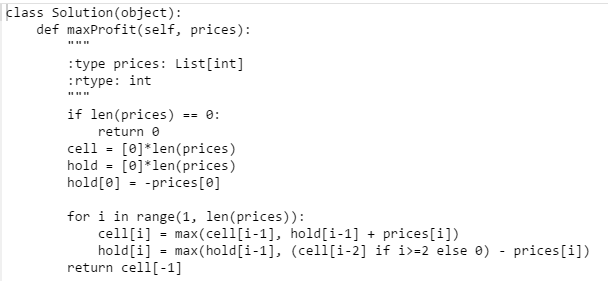 class Solution(object):
    def maxProfit(self, prices):
        """
        :type prices: List[int]
        :rtype: int
        """
        if len(prices) == 0:
            return 0
        cell = [0]*len(prices)
        hold = [0]*len(prices)
        hold[0] = -prices[0]

        for i in range(1, len(prices)):
            cell[i] = max(cell[i-1], hold[i-1] + prices[i])
            hold[i] = max(hold[i-1], (cell[i-2] if i>=2 else 0) - prices[i])
        return cell[-1]